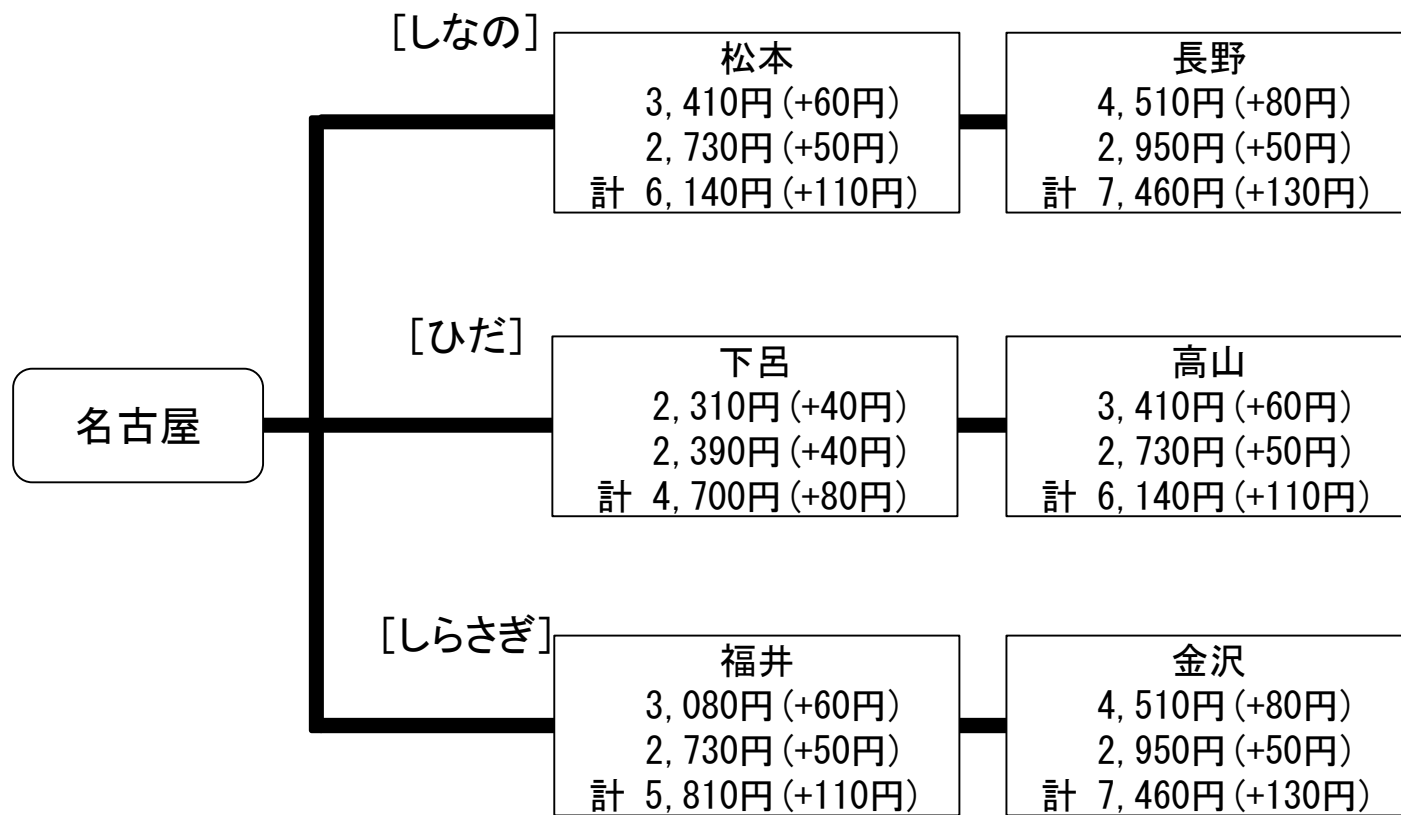 [しなの]
松本
3,410円(+60円)
2,730円(+50円)
計 6,140円(+110円)
長野
4,510円(+80円)
2,950円(+50円)
計 7,460円(+130円)
[ひだ]
下呂
2,310円(+40円)
2,390円(+40円)
計 4,700円(+80円)
高山
3,410円(+60円)
2,730円(+50円)
計 6,140円(+110円)
名古屋
[しらさぎ]
福井
3,080円(+60円)
2,730円(+50円)
計 5,810円(+110円)
金沢
4,510円(+80円)
2,950円(+50円)
計 7,460円(+130円)